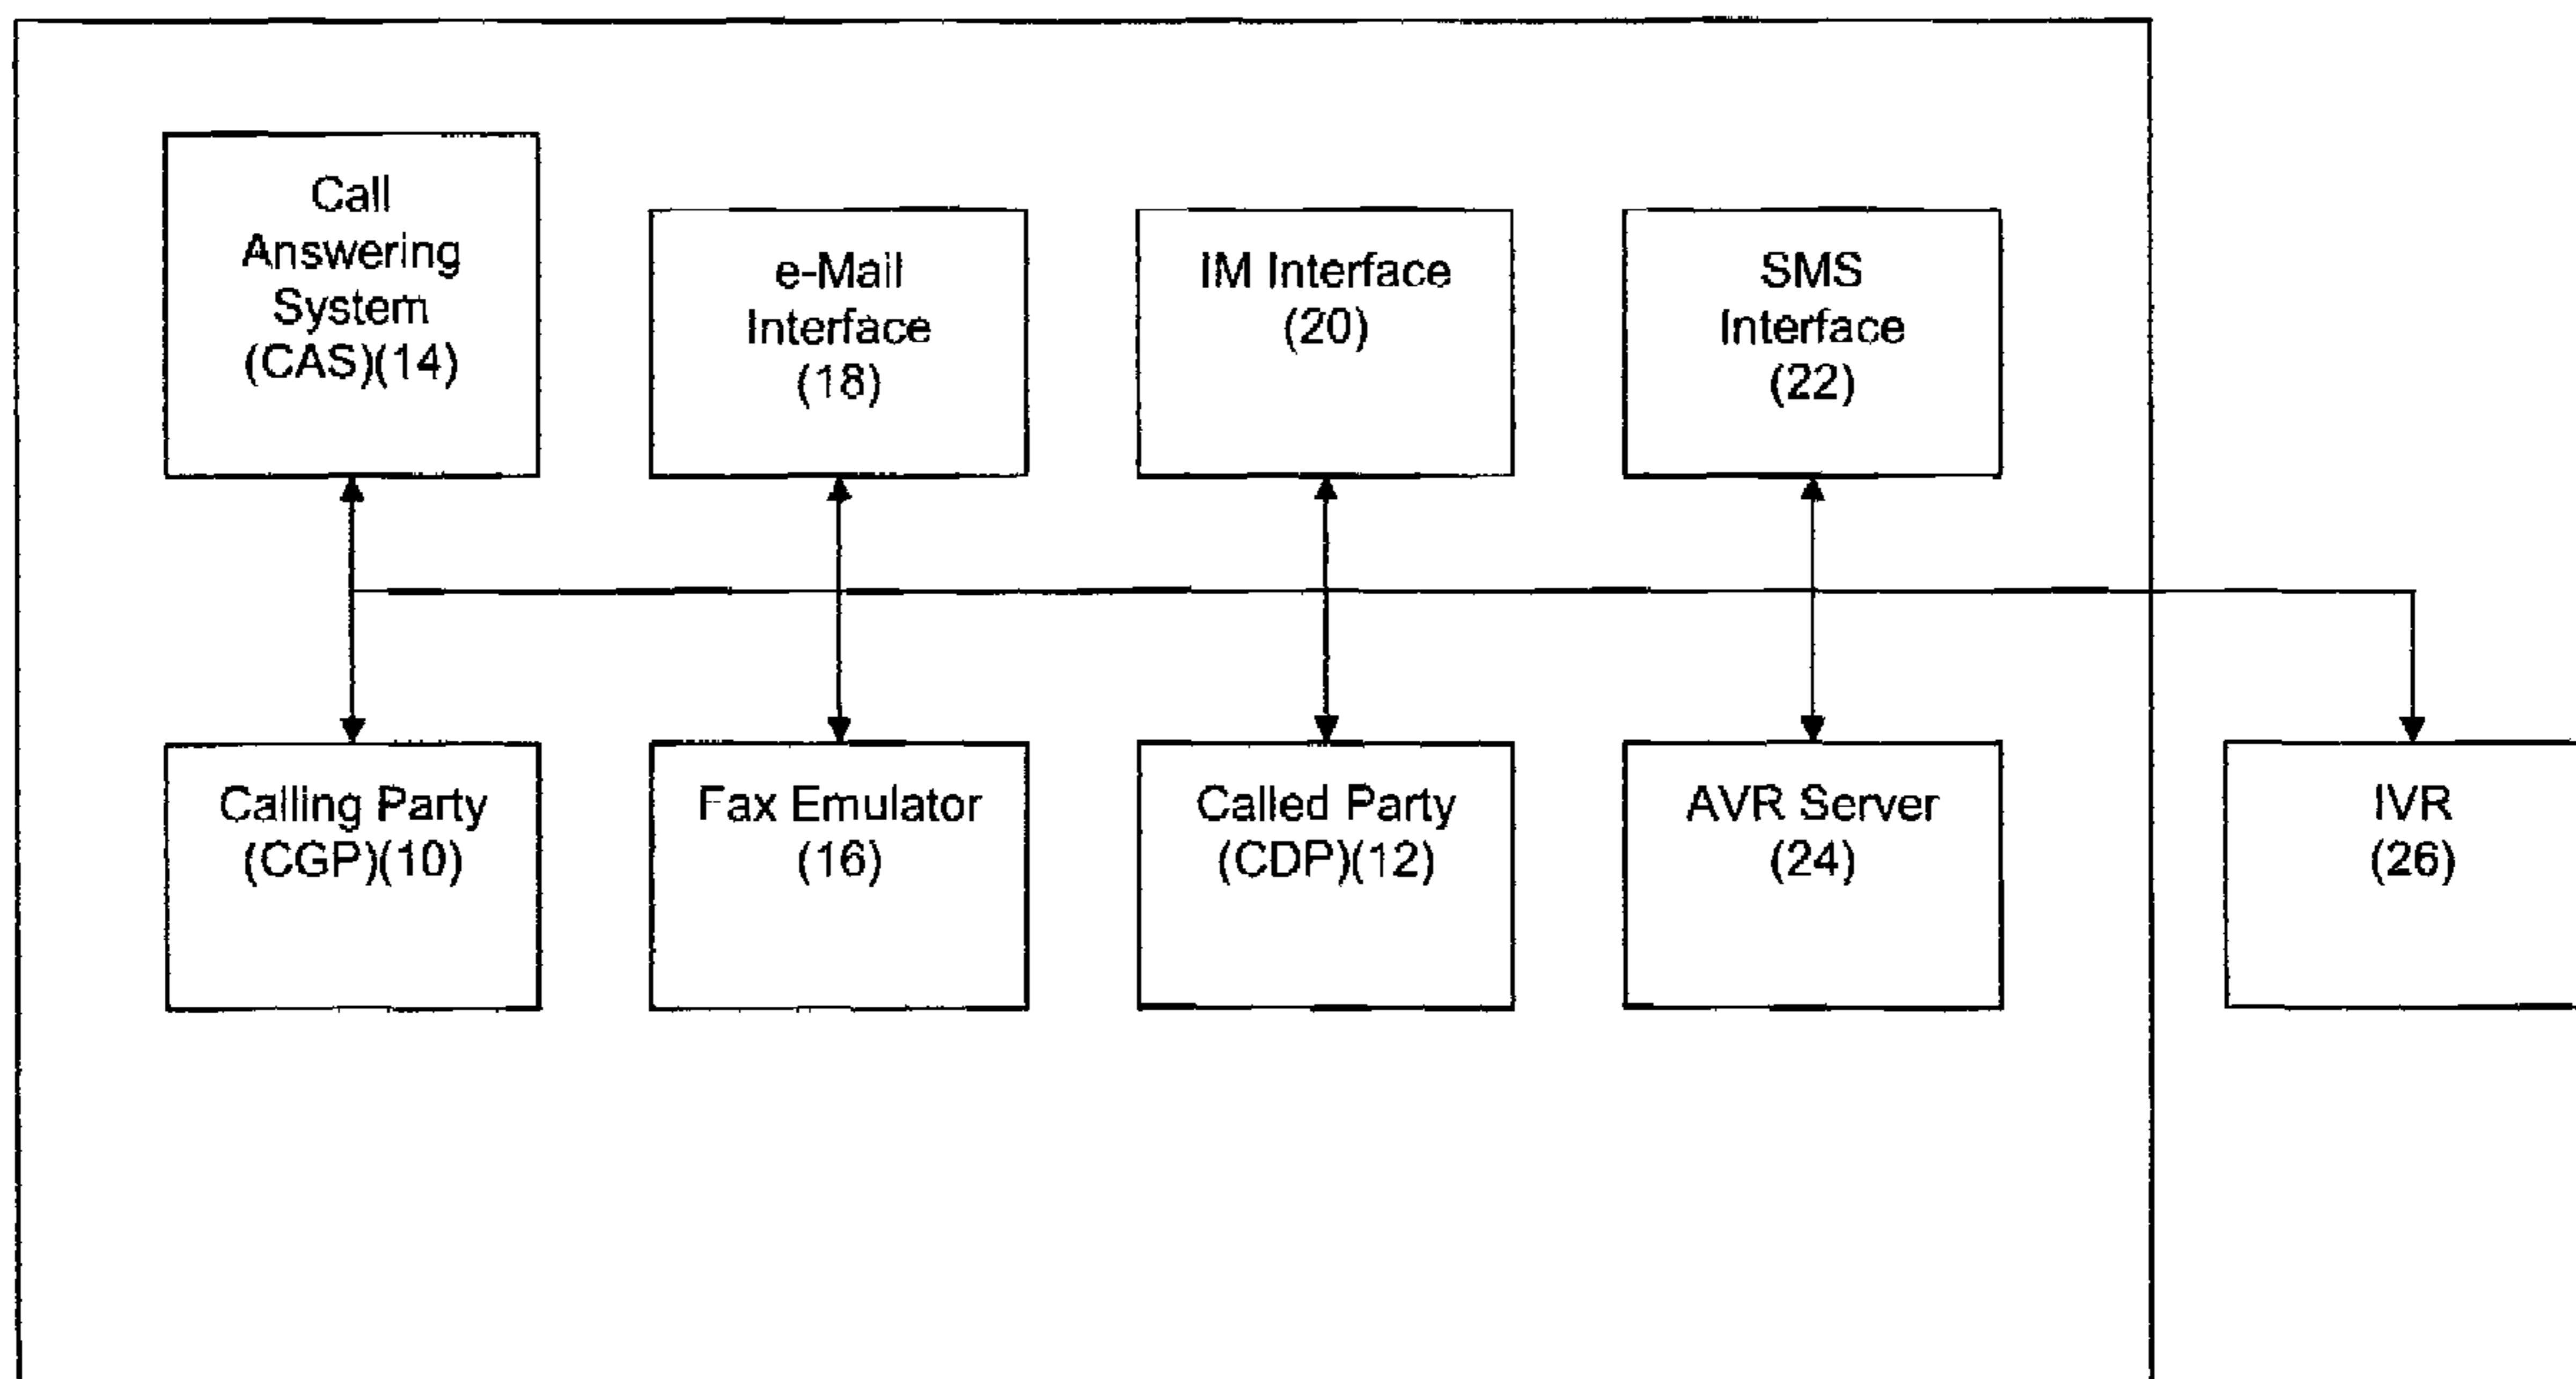 Call
Answering
System
(CAS)(14)
e-Mail
Interface
(18)
IM Interface
(20)
SMS
Interface
(22)
Calling Party
(CGP)(10)
Fax Emulator
(16)
Called Party
(CDP)(12)
AVR Server
(24)
IVR
(26)